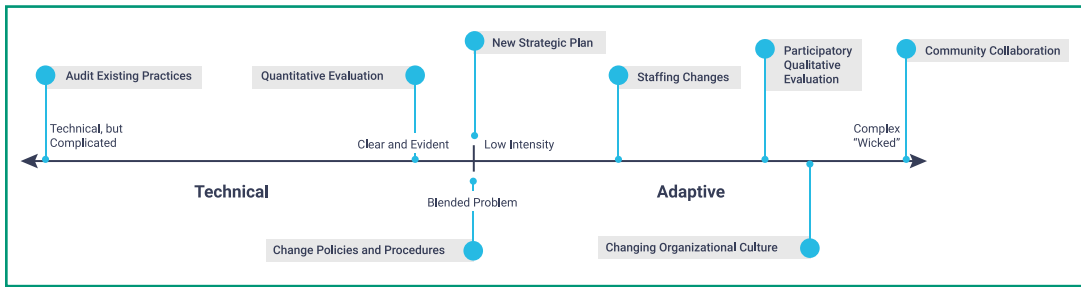 New Strategic Plan
Audit Existing Practices
Quantitative Evaluation
Staffing Changes
Participatory
Qualitative
Evaluation
Community Collaboration
Technical, but
Complicated
Clear and Evident
Low Intensity
Complex
“Wicked”
Technical
Blended Problem
Adaptive
Change Policies and Procedures
Changing Organizational Culture